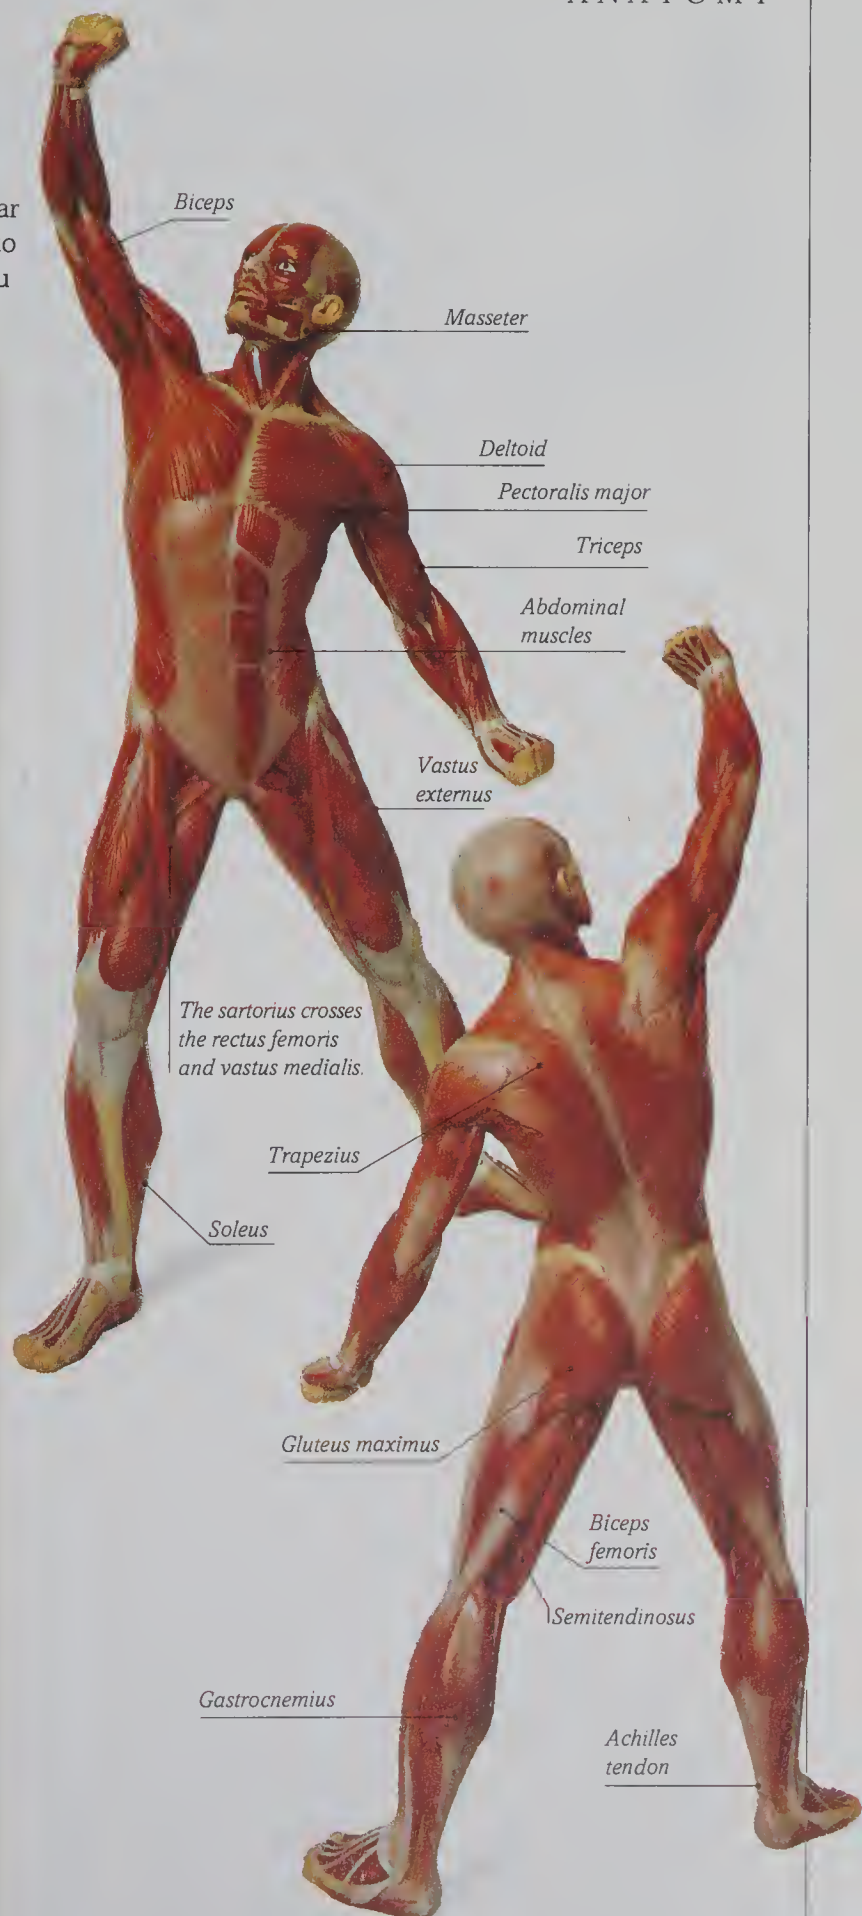 ANATOMY
Biceps
Masseter
Deltoid
Pectoralis major
Triceps
Abdominal
muscles
Vastus
externus
The sartorius crosses
the rectus femoris
and vastus medialis.
Trapezius
Soleus
Gluteus maximus
Biceps
femoris
Semitendinosus
Gastrocnemius
Achilles
tendon